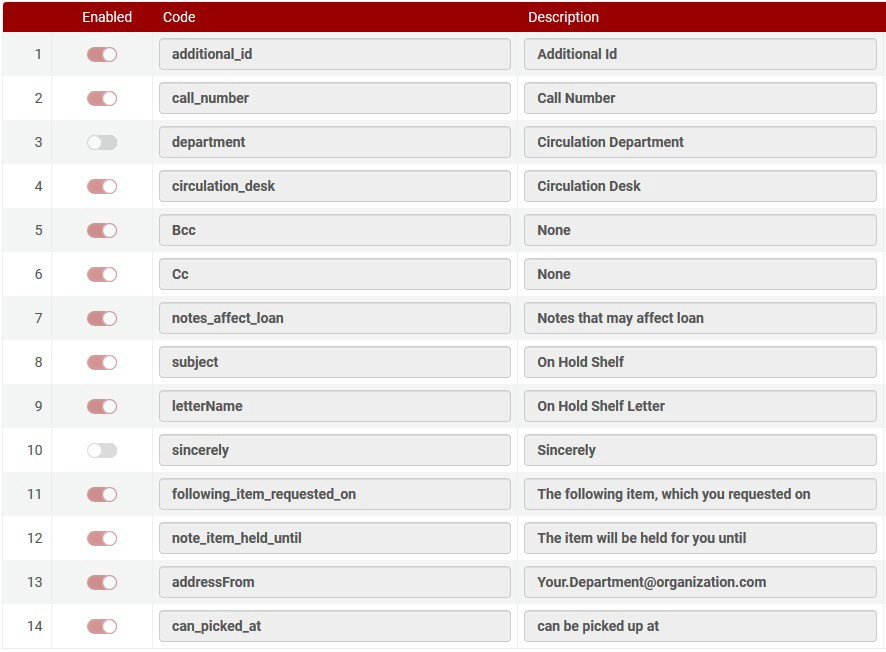 Enabled Code Description
1 additional_id Additional Id
2 call_number Call Number
3 department Circulation Department
4 circulation_desk Circulation Desk
5 Bcc None
6 Cc None
7 notes_affect_loan Notes that may affect loan
8 subject On Hold Shelf
9 letterName On Hold Shelf Letter
10 sincerely Sincerely
11 following_item_requested_on The following item, which you requested on
12 note_item_held_until The item will be held for you until
13 addressFrom Your.Department@organization.com
14 can_picked_at can be picked up at